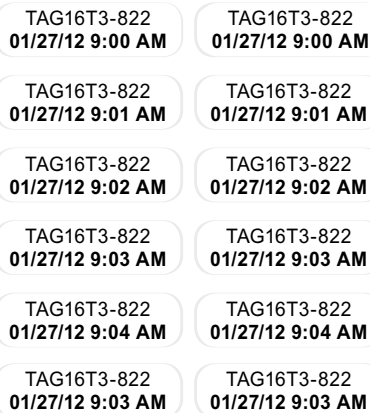 TAG16T3-822
01/27/12 9:00 AM
TAG16T3-822
01/27/12 9:00 AM
TAG16T3-822
01/27/12 9:01 AM
TAG16T3-822
01/27/12 9:01 AM
TAG16T3-822
01/27/12 9:02 AM
TAG16T3-822
01/27/12 9:02 AM
TAG16T3-822
01/27/12 9:03 AM
TAG16T3-822
01/27/12 9:03 AM
TAG16T3-822
01/27/12 9:04 AM
TAG16T3-822
01/27/12 9:04 AM
TAG16T3-822
01/27/12 9:03 AM
TAG16T3-822
01/27/12 9:03 AM